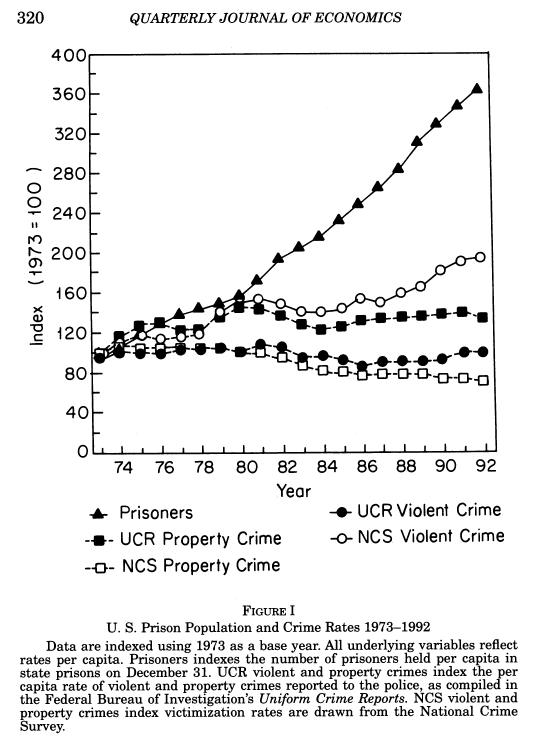 320 QUARTERLY JOURNAL OF ECONOMICS
400
360
320
280
240
200
160
120
80
40
0
Index (1973 = 100)
74 76 78 80 82 84 86 88 90 92
Year
Prisoners
UCR Property Crime
NCS Property Crime
UCR Violent Crime
NCS Violent Crime
FIGURE I
U. S. Prison Population and Crime Rates 1973–1992
Data are indexed using 1973 as a base year. All underlying variables reflect
rates per capita. Prisoners indexes the number of prisoners held per capita in
state prisons on December 31. UCR violent and property crimes index the per
capita rate of violent and property crimes reported to the police, as compiled in
the Federal Bureau of Investigation's Uniform Crime Reports. NCS violent and
property crimes index victimization rates are drawn from the National Crime
Survey.